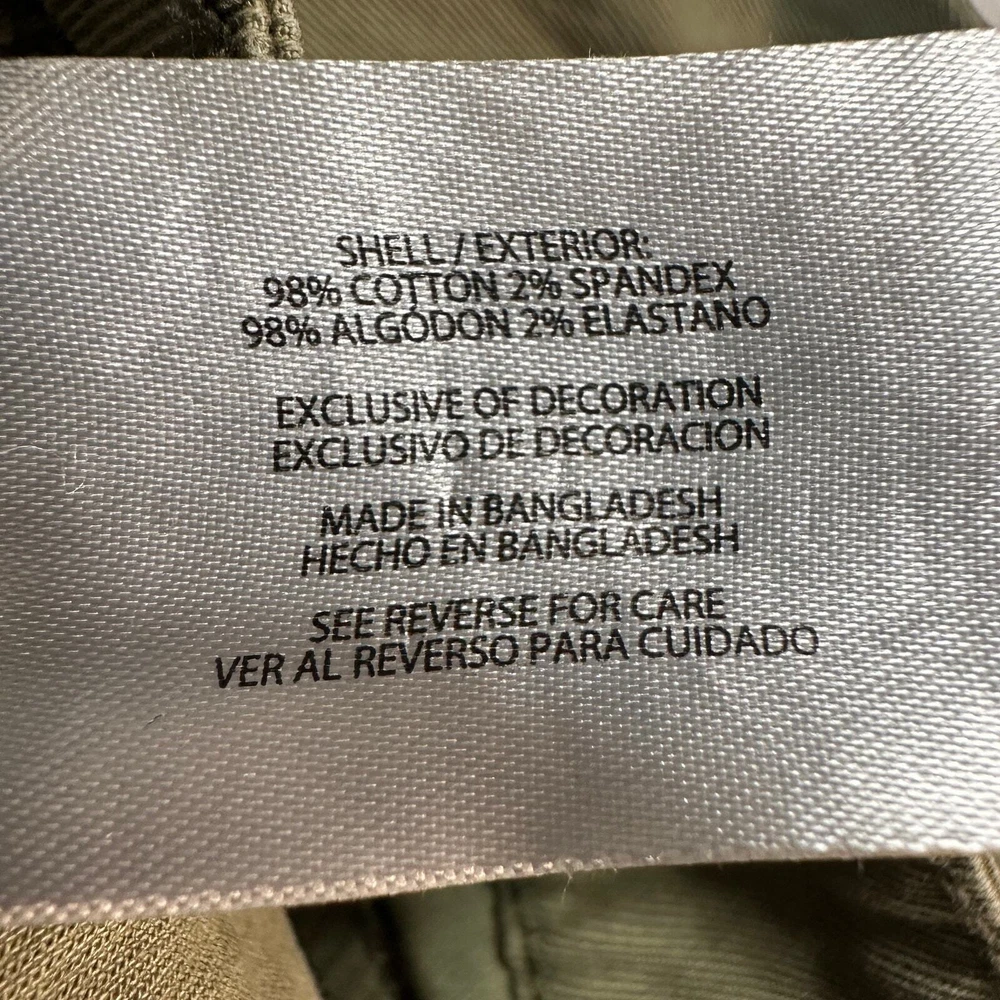 SHELL / EXTERIOR:
98% COTTON 2% SPANDEX
98% ALGODON 2% ELASTANO
EXCLUSIVE OF DECORATION
EXCLUSIVO DE DECORACION
MADE IN BANGLADESH
HECHO EN BANGLADESH
SEE REVERSE FOR CARE
VER AL REVERSO PARA CUIDADO